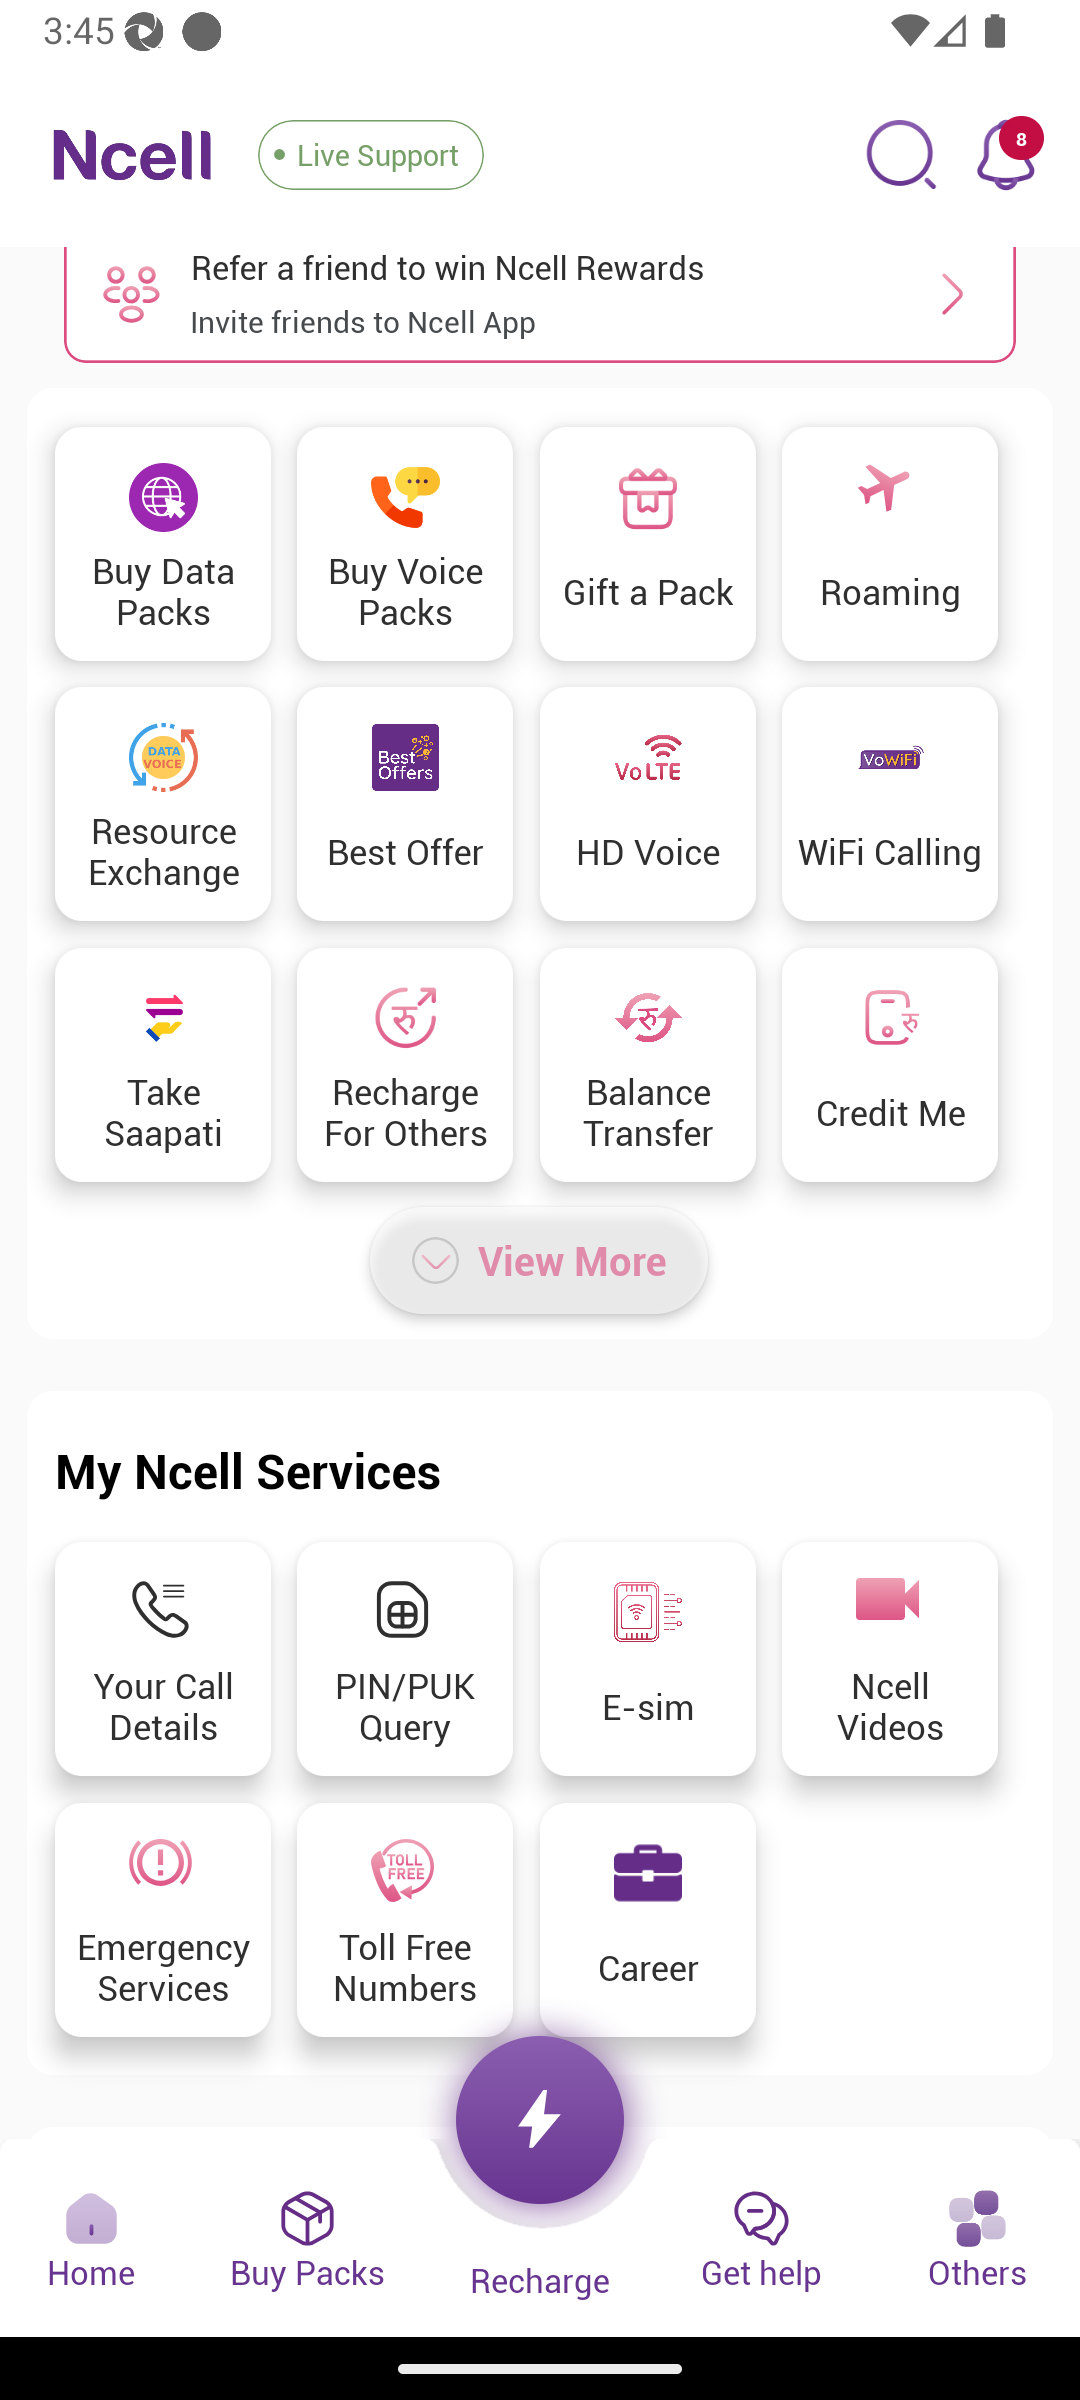 3:45
Ncell
Live Support
8
Refer a friend to win Ncell Rewards
Invite friends to Ncell App
Buy Data
Packs
Buy Voice
Packs
Gift a Pack
Roaming
DATA
VOICE
Resource
Exchange
Best
Offers
Best Offer
VoLTE
HD Voice
VoWiFi
WiFi Calling
Take
Saapati
रु
Recharge
For Others
रु
Balance
Transfer
रु
Credit Me
View More
My Ncell Services
Your Call
Details
PIN/PUK
Query
E-sim
Ncell
Videos
Emergency
Services
TOLL
FREE
Toll Free
Numbers
Career
Home
Buy Packs
Recharge
Get help
Others